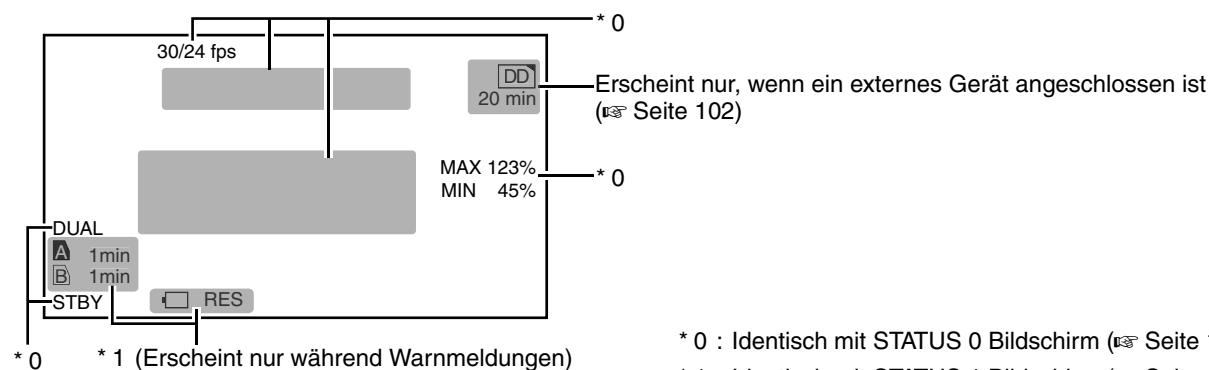 * 0
30/24 fps
DD
20 min
Erscheint nur, wenn ein externes Gerät angeschlossen ist
(☞ Seite 102)
MAX 123%
MIN 45%
* 0
DUAL
A 1min
B 1min
STBY
RES
* 0
* 1 (Erscheint nur während Warnmeldungen)
* 0 : Identisch mit STATUS 0 Bildschirm (☞ Seite